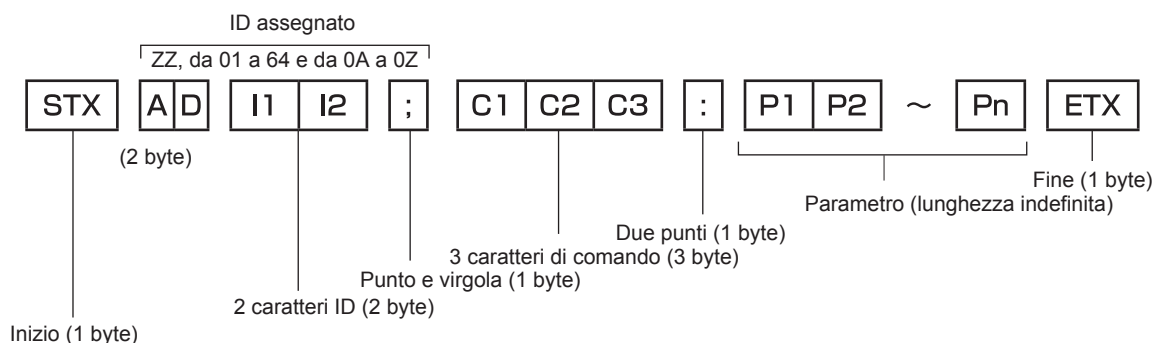 ID assegnato
ZZ, da 01 a 64 e da 0A a 0Z
STX A D I1 I2 ; C1 C2 C3 : P1 P2 ~ Pn ETX
(2 byte)
Fine (1 byte)
Parametro (lunghezza indefinita)
Due punti (1 byte)
3 caratteri di comando (3 byte)
Punto e virgola (1 byte)
2 caratteri ID (2 byte)
Inizio (1 byte)